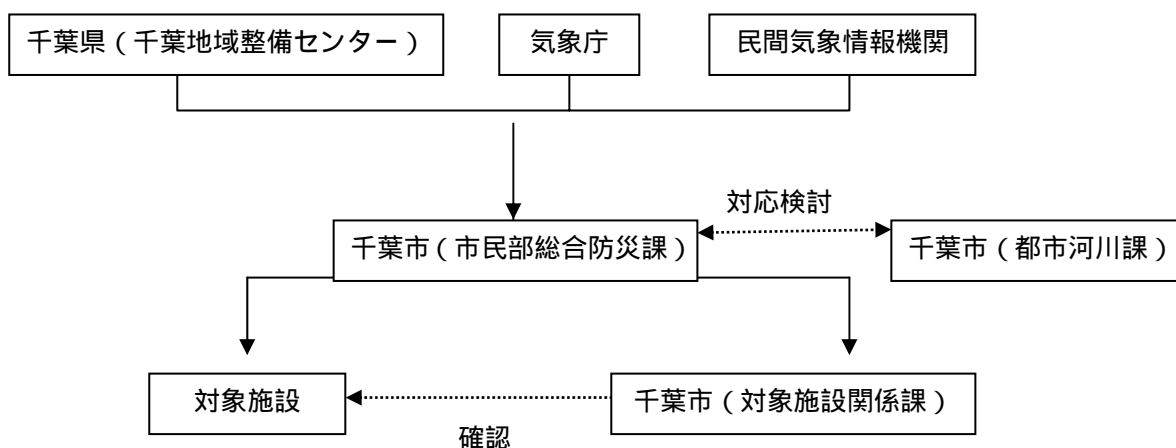 千葉県（千葉地域整備センター）
気象庁
民間気象情報機関
対応検討
千葉市（市民部総合防災課）
千葉市（都市河川課）
対象施設
千葉市（対象施設関係課）
確認